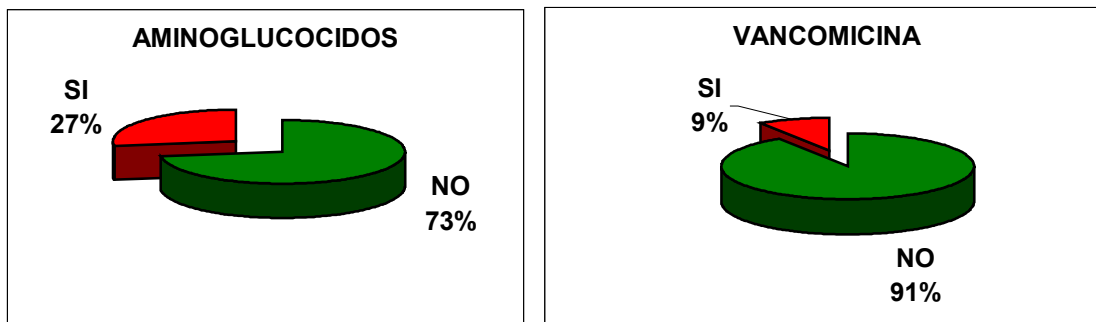 AMINOGLUCOCIDOS
SI
27%
NO
73%
VANCOMICINA
SI
9%
NO
91%